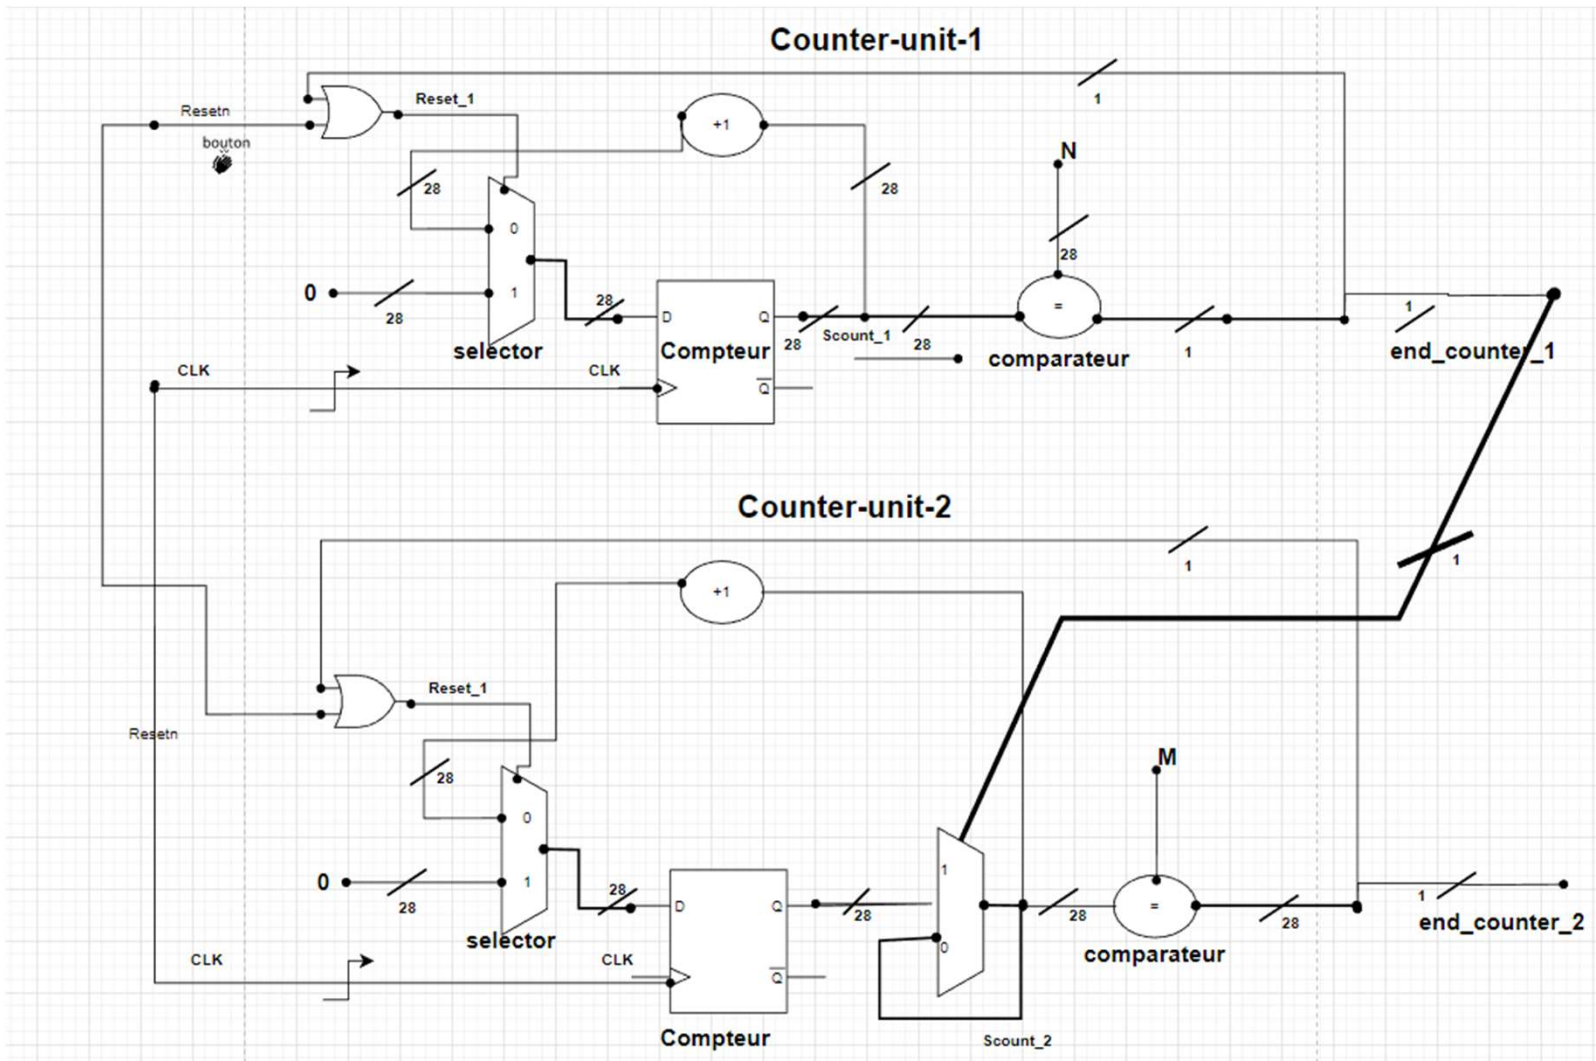 Counter-unit-1
1
Resetn
bouton
Reset_1
+1
N
28
28
28
0
0
28
1
28
selector
CLK
CLK
D
Q
Compteur
Q
28
Scount_1
28
=
comparateur
1
1
end_counter_1
Counter-unit-2
1
1
+1
Resetn
Reset_1
M
28
0
0
28
1
28
selector
CLK
CLK
D
Q
Q
Compteur
28
1
0
Scount_2
28
=
comparateur
28
1
end_counter_2